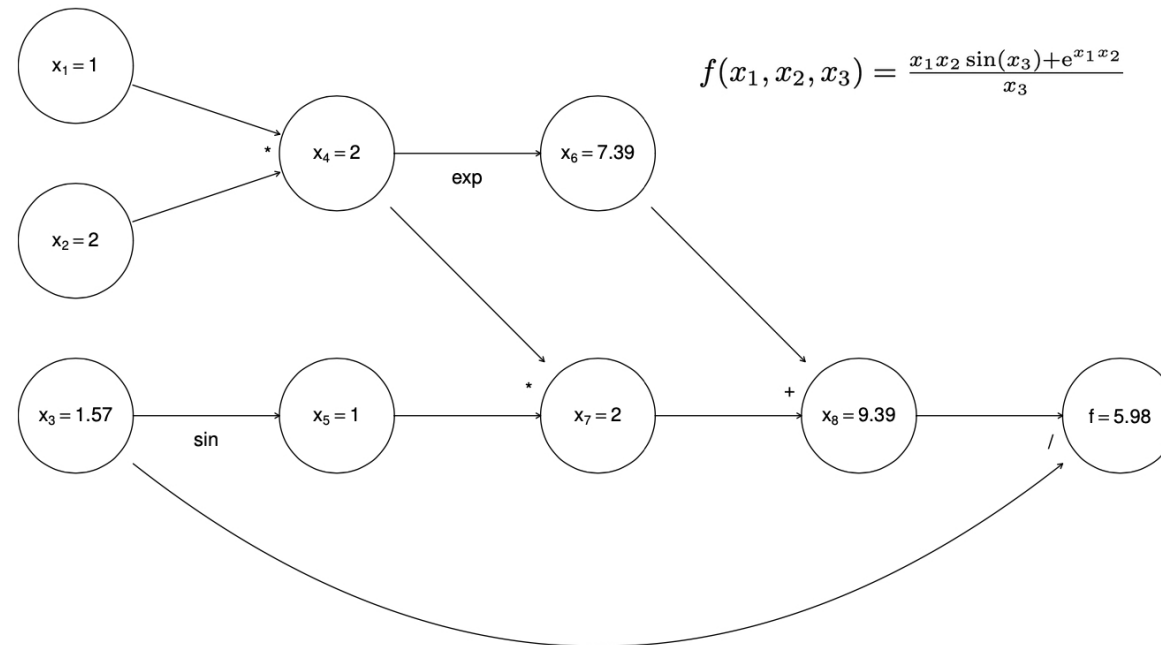 x₁ = 1
f(x₁, x₂, x₃) = \frac{x₁x₂ sin(x₃)+e^{x₁x₂}}{x₃}
*
x₄ = 2
exp
x₆ = 7.39
x₂ = 2
x₃ = 1.57
sin
x₅ = 1
*
x₇ = 2
+
x₈ = 9.39
/
f = 5.98